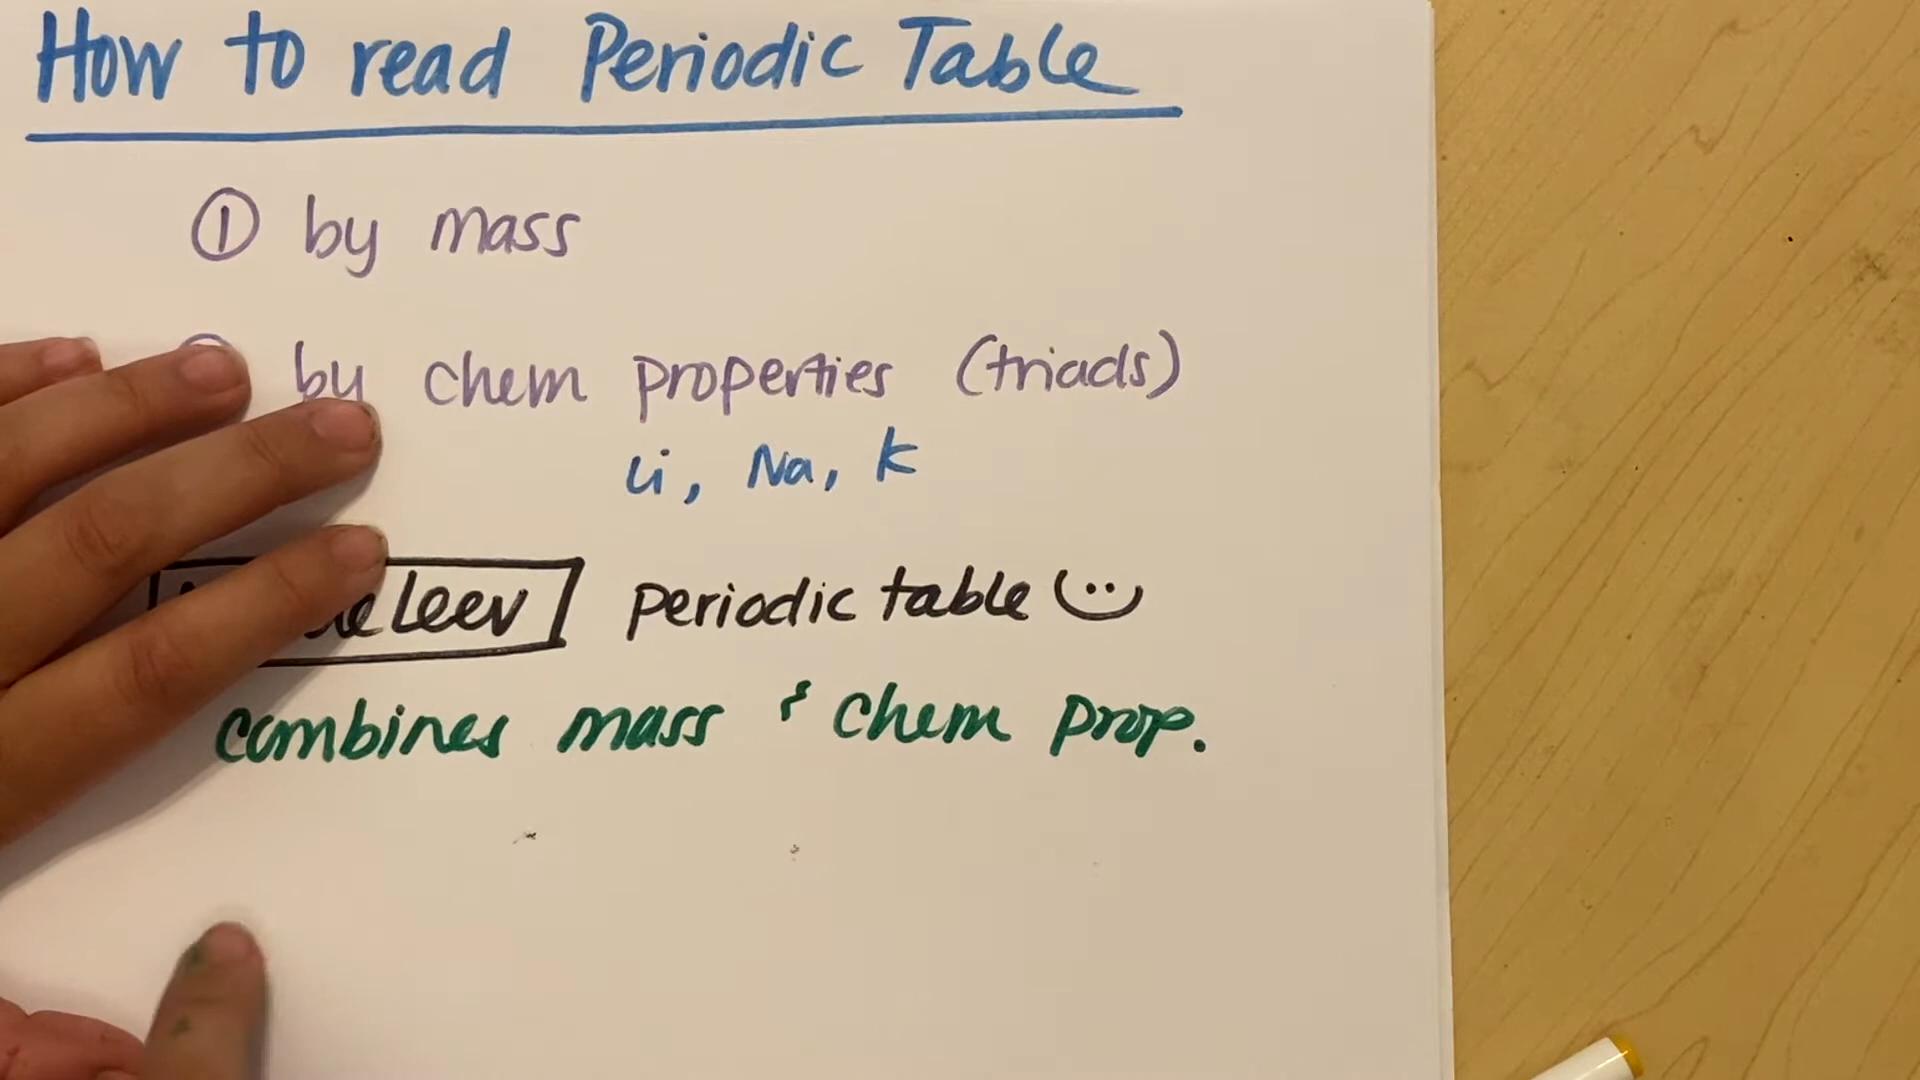 How to read Periodic Table
① by mass
by chem properties (triads)
Li, Na, K
periodic table
combines mass & chem prop.